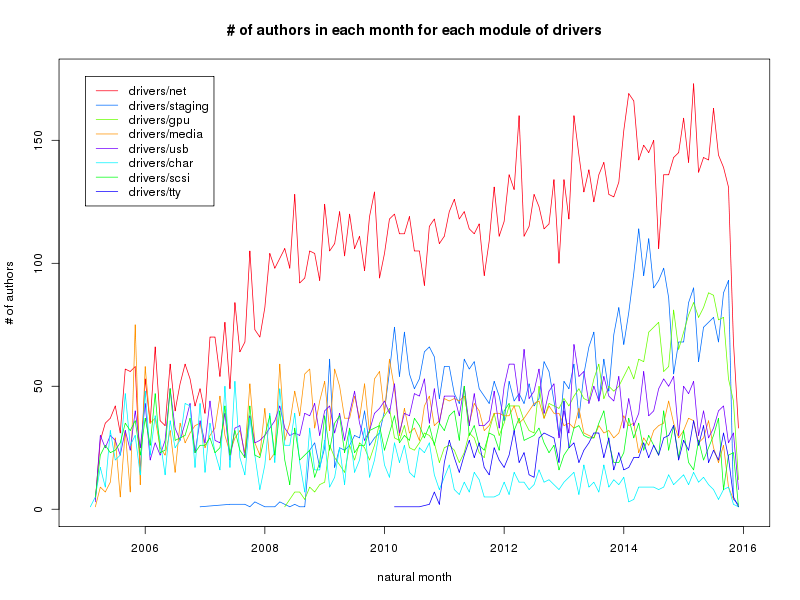 # of authors in each month for each module of drivers
drivers/net
drivers/staging
drivers/gpu
drivers/media
drivers/usb
drivers/char
drivers/scsi
drivers/tty
# of authors
0
50
100
150
2006
2008
2010
2012
2014
2016
natural month